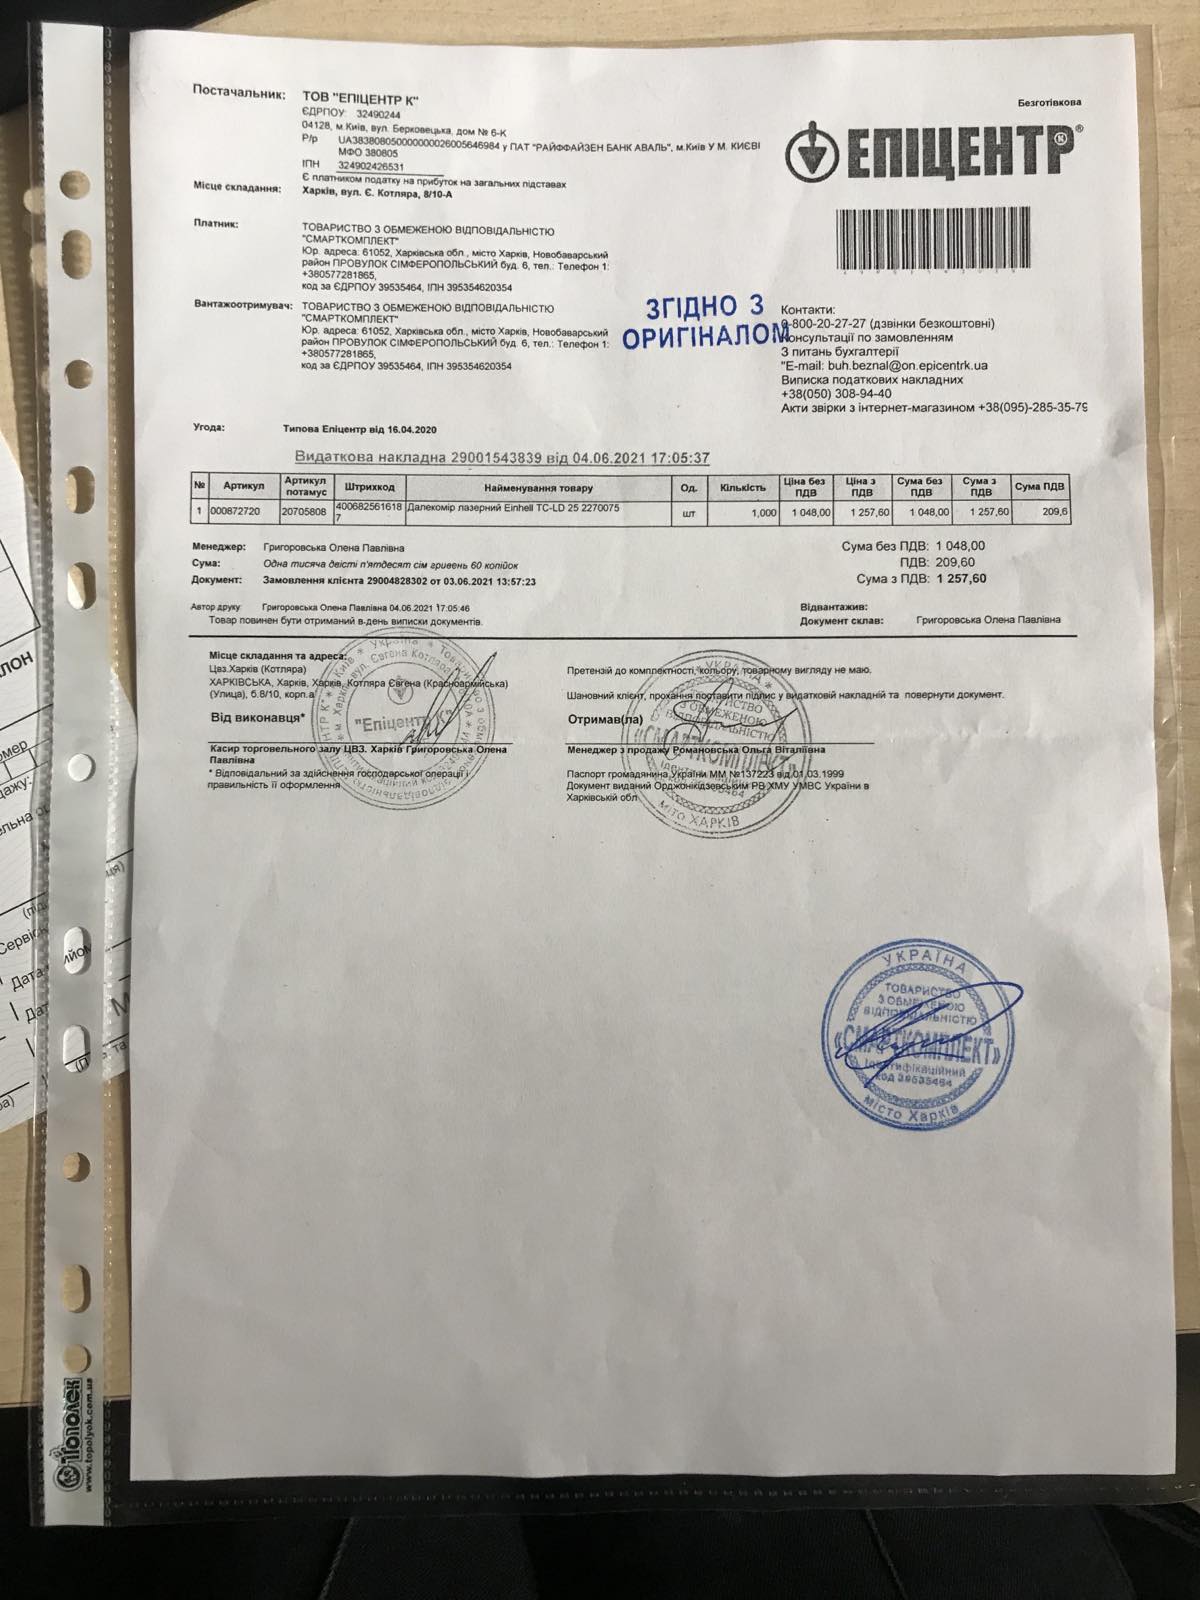 Постачальник: ТОВ "ЕПІЦЕНТР К"
ЄДРПОУ: 32490244
04128, м.Київ, вул. Берковецька, дом № 6-К
Р/р UA383808050000000026005646984 у ПАТ "РАЙФФАЙЗЕН БАНК АВАЛЬ", м.Київ У М. КИЄВІ
МФО 380805
ІПН 324902426531
Є платником податку на прибуток на загальних підставах
Місце складання: Харків, вул. Є. Котляра, 8/10-А
Безготівкова
ЕПІЦЕНТР К®
Платник: ТОВАРИСТВО З ОБМЕЖЕНОЮ ВІДПОВІДАЛЬНІСТЮ
"СМАРТКОМПЛЕКТ"
Юр. адреса: 61052, Харківська обл., місто Харків, Новобаварський
район ПРОВУЛОК СІМФЕРОПОЛЬСЬКИЙ буд. 6, тел.: Телефон 1:
+380577281865,
код за ЄДРПОУ 39535464, ІПН 395354620354
Вантажоотримувач: ТОВАРИСТВО З ОБМЕЖЕНОЮ ВІДПОВІДАЛЬНІСТЮ
"СМАРТКОМПЛЕКТ"
Юр. адреса: 61052, Харківська обл., місто Харків, Новобаварський
район ПРОВУЛОК СІМФЕРОПОЛЬСЬКИЙ буд. 6, тел.: Телефон 1:
+380577281865,
код за ЄДРПОУ 39535464, ІПН 395354620354
ЗГІДНО З
ОРИГІНАЛОМ
Контакти:
0-800-20-27-27 (дзвінки безкоштовні)
Консультації по замовленням
З питань бухгалтерії
"E-mail: buh.beznal@on.epicentrk.ua
Виписка податкових накладних
+38(050) 308-94-40
Акти звірки з інтернет-магазином +38(095)-285-35-79
Угода: Типова Епіцентр від 16.04.2020
Видаткова накладна 29001543839 від 04.06.2021 17:05:37
№ Артикул Артикул потамус Штрихкод Найменування товару Од. Кількість Ціна без ПДВ Ціна з ПДВ Сума без ПДВ Сума з ПДВ Сума ПДВ
1 000872720 20705808 4006825616187 Далекомір лазерний Einhell TC-LD 25 2270075 шт 1,000 1 048,00 1 257,60 1 048,00 1 257,60 209,6
Менеджер: Григоровська Олена Павлівна
Сума: Одна тисяча двісті п'ятдесят сім гривень 60 копійок
Документ: Замовлення клієнта 29004828302 от 03.06.2021 13:57:23
Сума без ПДВ: 1 048,00
ПДВ: 209,60
Сума з ПДВ: 1 257,60
Автор друку: Григоровська Олена Павлівна 04.06.2021 17:05:46
Товар повинен бути отриманий в день виписки документів.
Відвантажив:
Документ склав: Григоровська Олена Павлівна
Місце складання та адреса:
Цвз.Харків (Котляра)
ХАРКІВСЬКА, Харків, Харків, Котляра Євгена (Красноармійська)
(Улица), б.8/10, корп.а
Від виконавця*
Касир торговельного залу ЦВЗ. Харків Григоровська Олена
Павлівна
* Відповідальний за здійснення господарської операції і
правильність її оформлення
"Епіцентр К"
Претензій до комплектності, кольору, товарному вигляду не маю.
Шановний клієнт, прохання поставити підпис у видатковій накладній та повернути документ.
Отримав(ла)
Менеджер з продажу Романовська Ольга Віталіївна
Паспорт громадянина України ММ №137223 від 01.03.1999
Документ виданий Орджонікідзевським РВ ХМУ УМВС України в
Харківській обл
УКРАЇНА
ТОВАРИСТВО
З ОБМЕЖЕНОЮ
ВІДПОВІДАЛЬНІСТЮ
«СМАРТКОМПЛЕКТ»
МІСТО ХАРКІВ
УКРАЇНА
ТОВАРИСТВО
З ОБМЕЖЕНОЮ
ВІДПОВІДАЛЬНІСТЮ
«СМАРТКОМПЛЕКТ»
Ідентифікаційний
код 39535464
місто Харків
Тополек
www.topolyok.com.ua